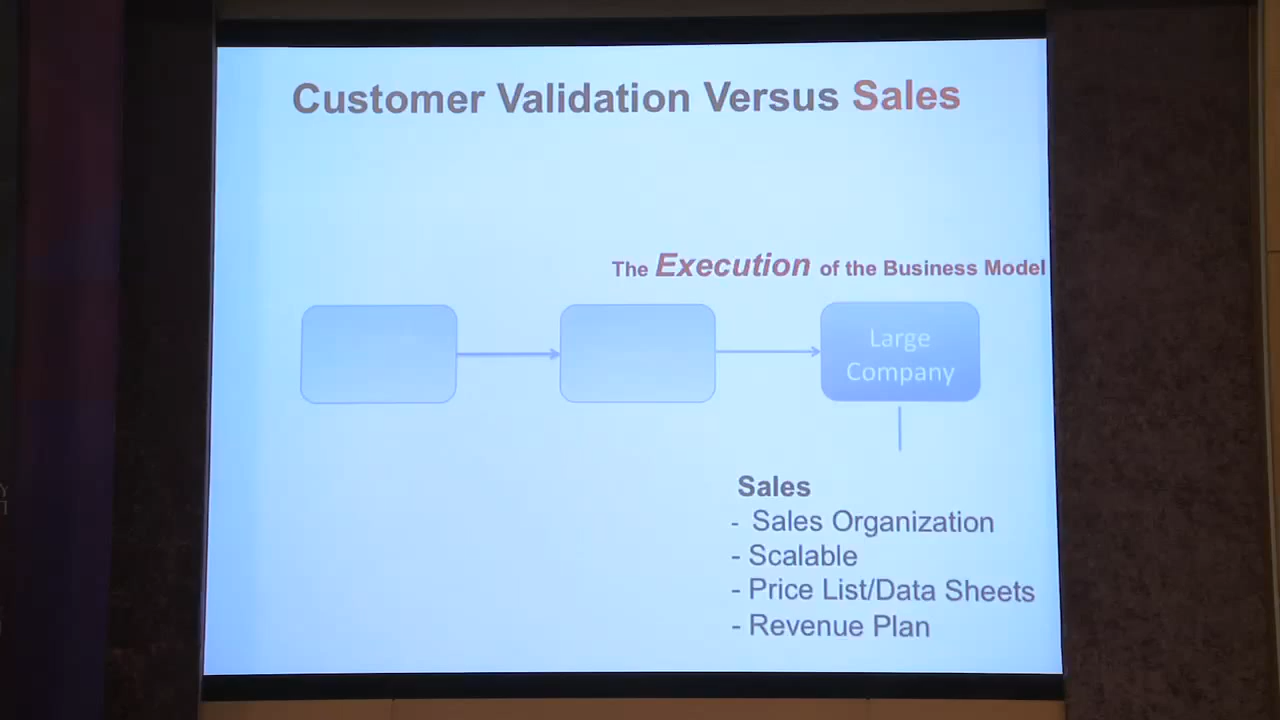 Customer Validation Versus Sales
The Execution of the Business Model
Large
Company
Sales
- Sales Organization
- Scalable
- Price List/Data Sheets
- Revenue Plan